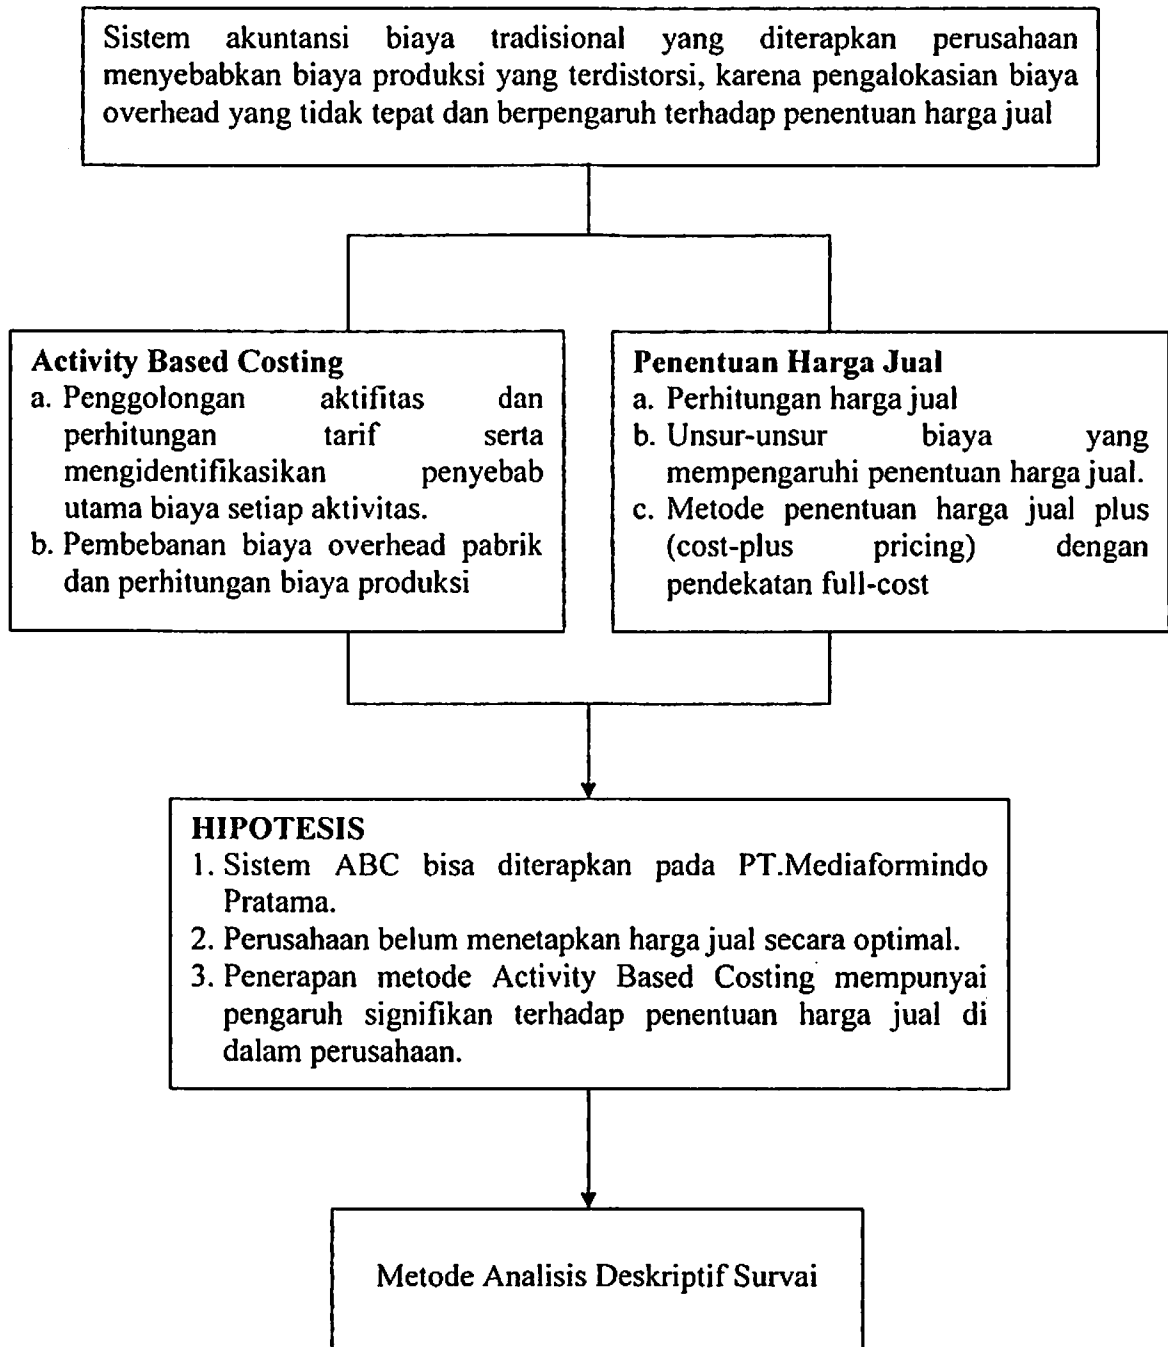 Sistem akuntansi biaya tradisional yang diterapkan perusahaan
menyebabkan biaya produksi yang terdistorsi, karena pengalokasian biaya
overhead yang tidak tepat dan berpengaruh terhadap penentuan harga jual
Activity Based Costing
a. Penggolongan aktifitas dan
perhitungan tarif serta
mengidentifikasikan penyebab
utama biaya setiap aktivitas.
b. Pembebanan biaya overhead pabrik
dan perhitungan biaya produksi
Penentuan Harga Jual
a. Perhitungan harga jual
b. Unsur-unsur biaya yang
mempengaruhi penentuan harga jual.
c. Metode penentuan harga jual plus
(cost-plus pricing) dengan
pendekatan full-cost
HIPOTESIS
1. Sistem ABC bisa diterapkan pada PT.Mediaformindo
Pratama.
2. Perusahaan belum menetapkan harga jual secara optimal.
3. Penerapan metode Activity Based Costing mempunyai
pengaruh signifikan terhadap penentuan harga jual di
dalam perusahaan.
Metode Analisis Deskriptif Survai